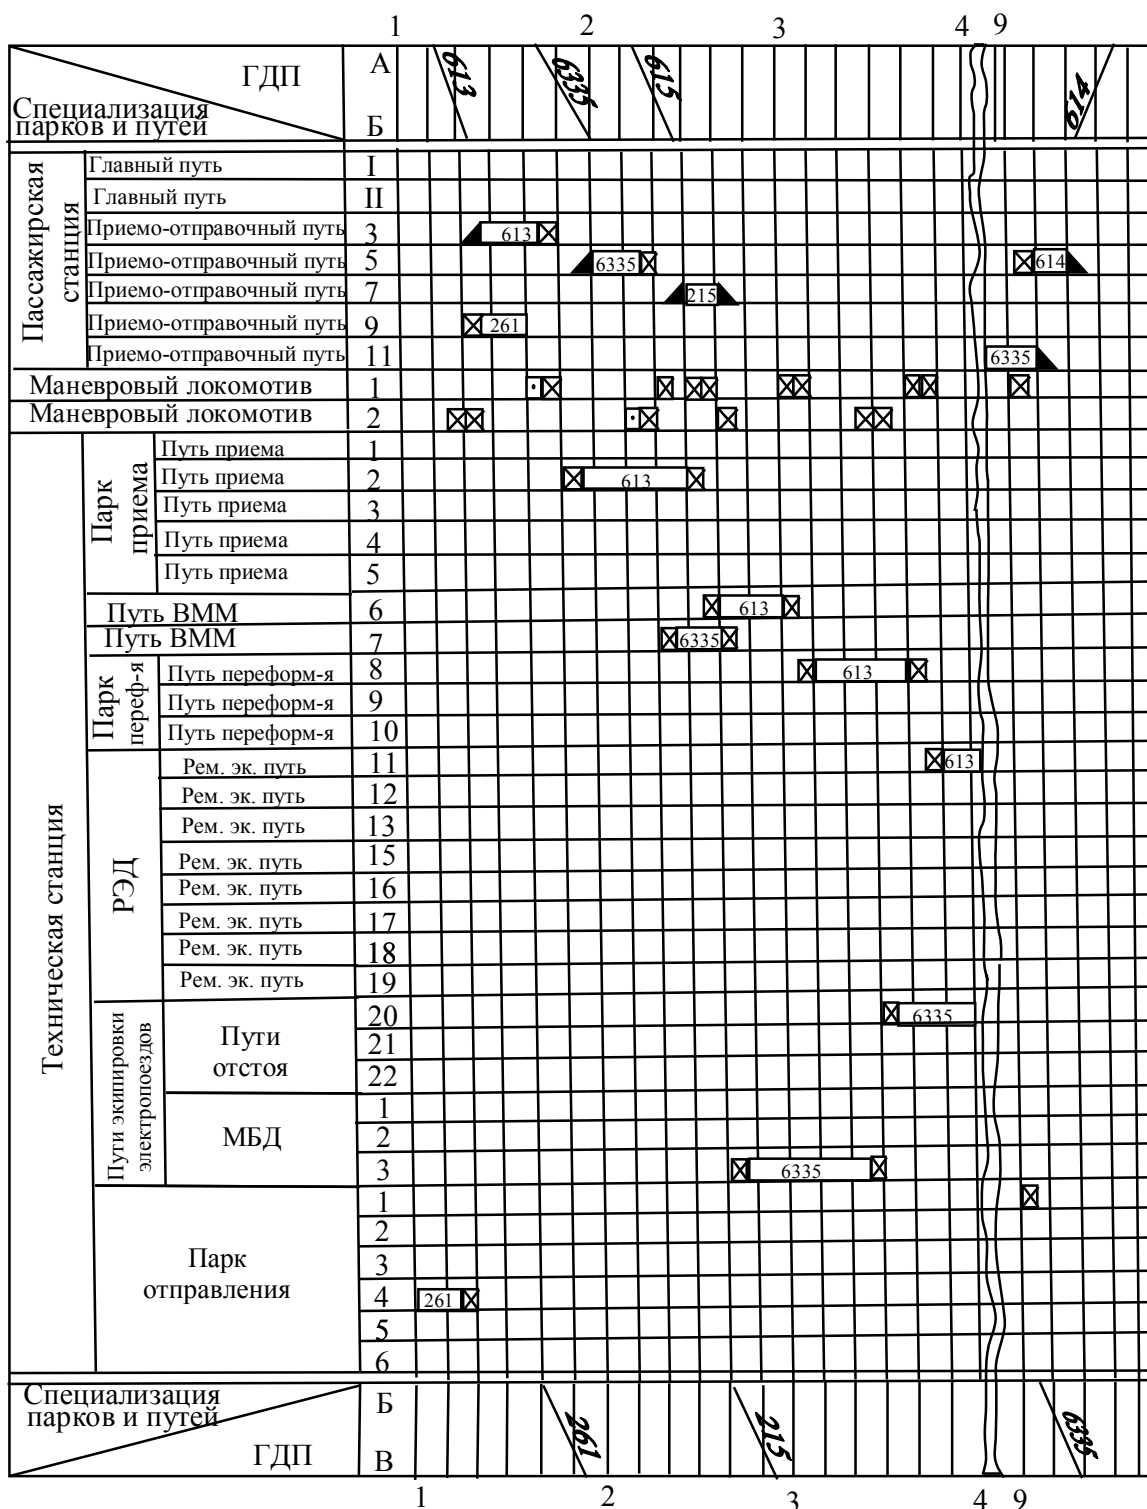 1 2 3 4 9
ГДП А
613 6335 615 614
Специализация
парков и путей Б
Пассажирская станция
Главный путь I
Главный путь II
Приемо-отправочный путь 3 613
Приемо-отправочный путь 5 6335 614
Приемо-отправочный путь 7 215
Приемо-отправочный путь 9 261
Приемо-отправочный путь 11 6335
Маневровый локомотив 1
Маневровый локомотив 2
Техническая станция
Парк приема
Путь приема 1
Путь приема 2 613
Путь приема 3
Путь приема 4
Путь приема 5
Путь ВММ 6 613
Путь ВММ 7 6335
Парк переф-я
Путь переформ-я 8 613
Путь переформ-я 9
Путь переформ-я 10
РЭД
Рем. эк. путь 11 613
Рем. эк. путь 12
Рем. эк. путь 13
Рем. эк. путь 15
Рем. эк. путь 16
Рем. эк. путь 17
Рем. эк. путь 18
Рем. эк. путь 19
Пути экипировки электропоездов
Пути
отстоя
20 6335
21
22
МБД
1
2
3 6335
Парк
отправления
1
2
3
4 261
5
6
Специализация
парков и путей Б
261 215 6335
ГДП В
1 2 3 4 9